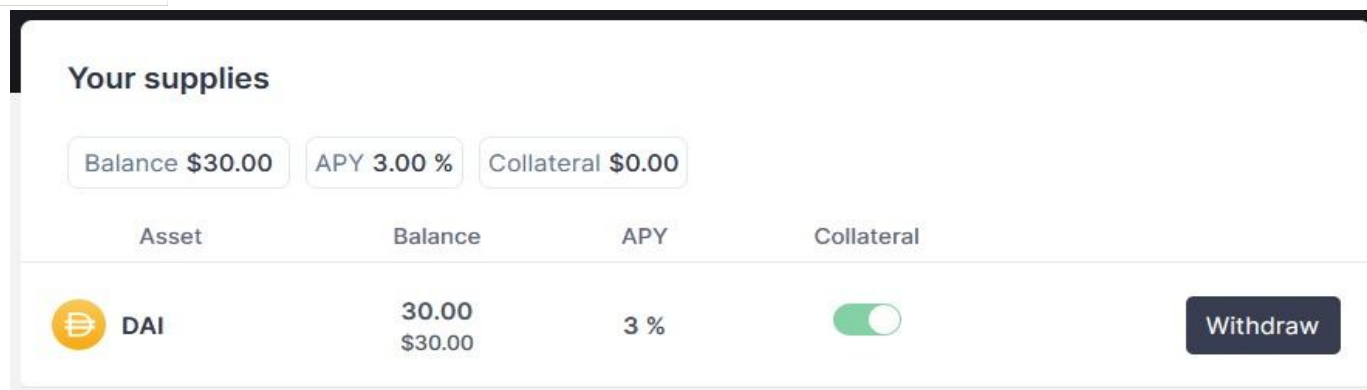 Your supplies
Balance $30.00 APY 3.00 % Collateral $0.00
Asset Balance APY Collateral
DAI 30.00 3 % Withdraw
$30.00